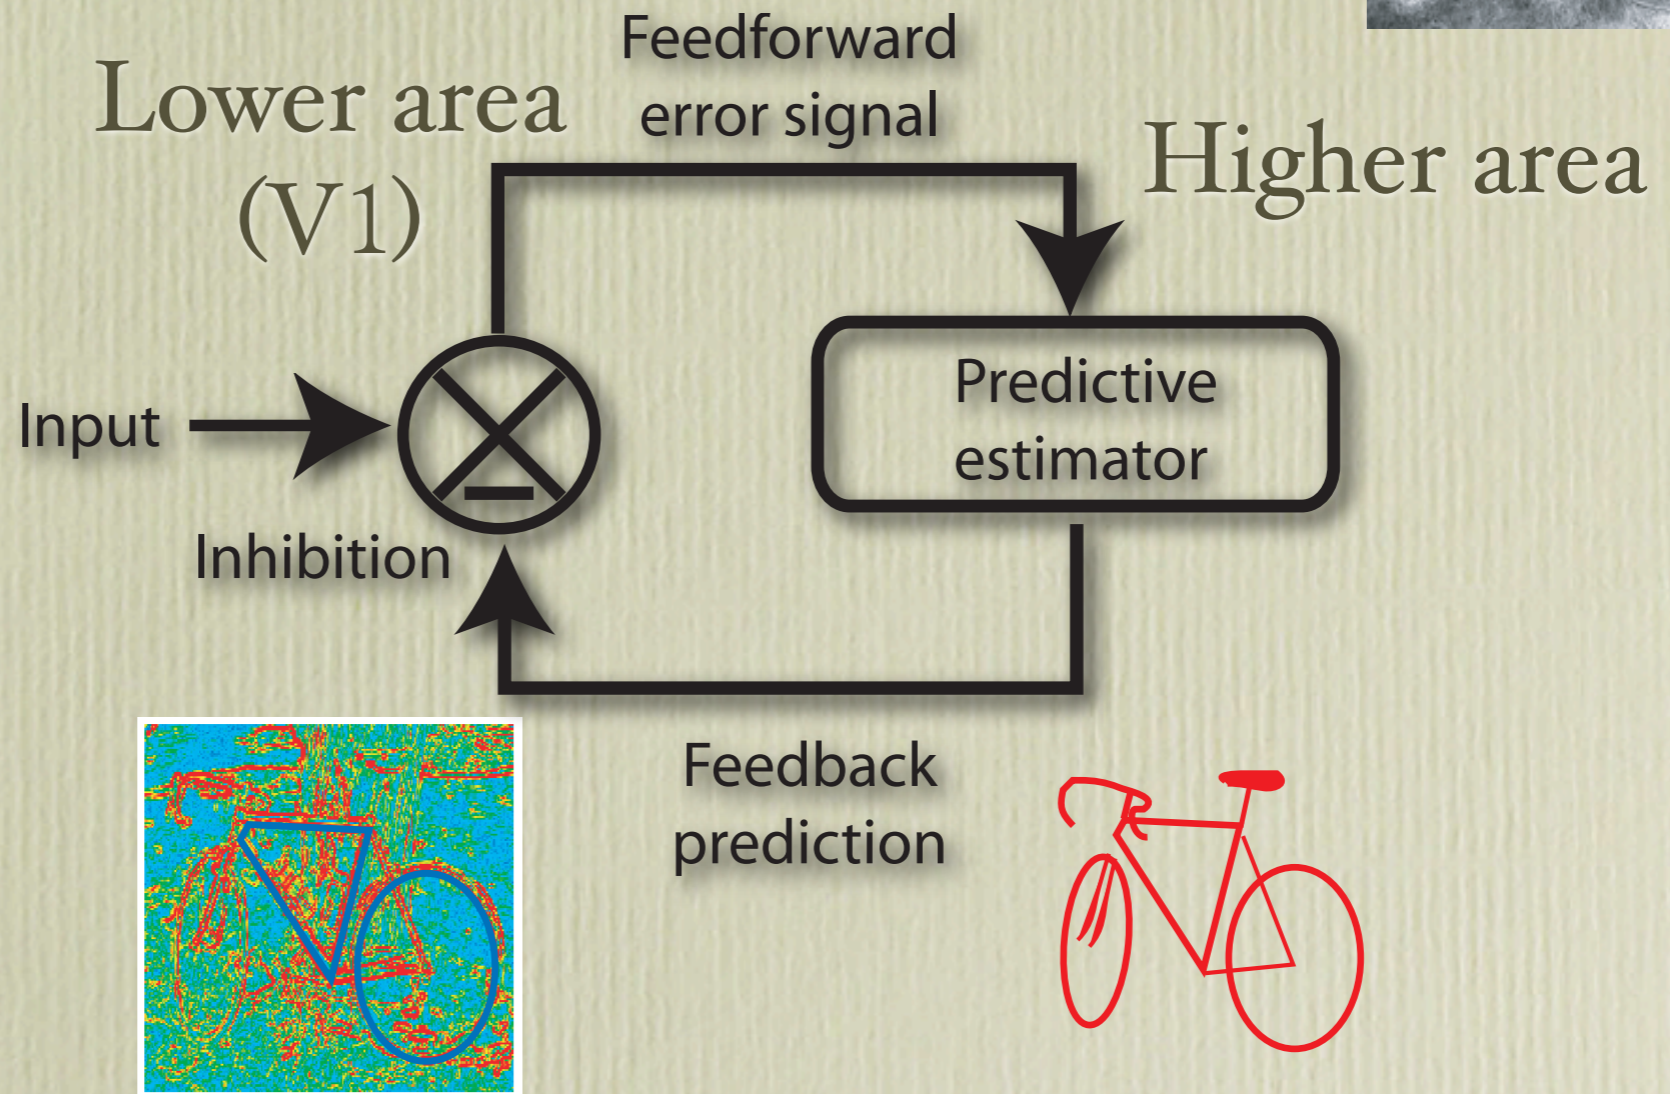 Feedforward
error signal
Lower area
(V1)
Higher area
Input
Predictive
estimator
Inhibition
Feedback
prediction